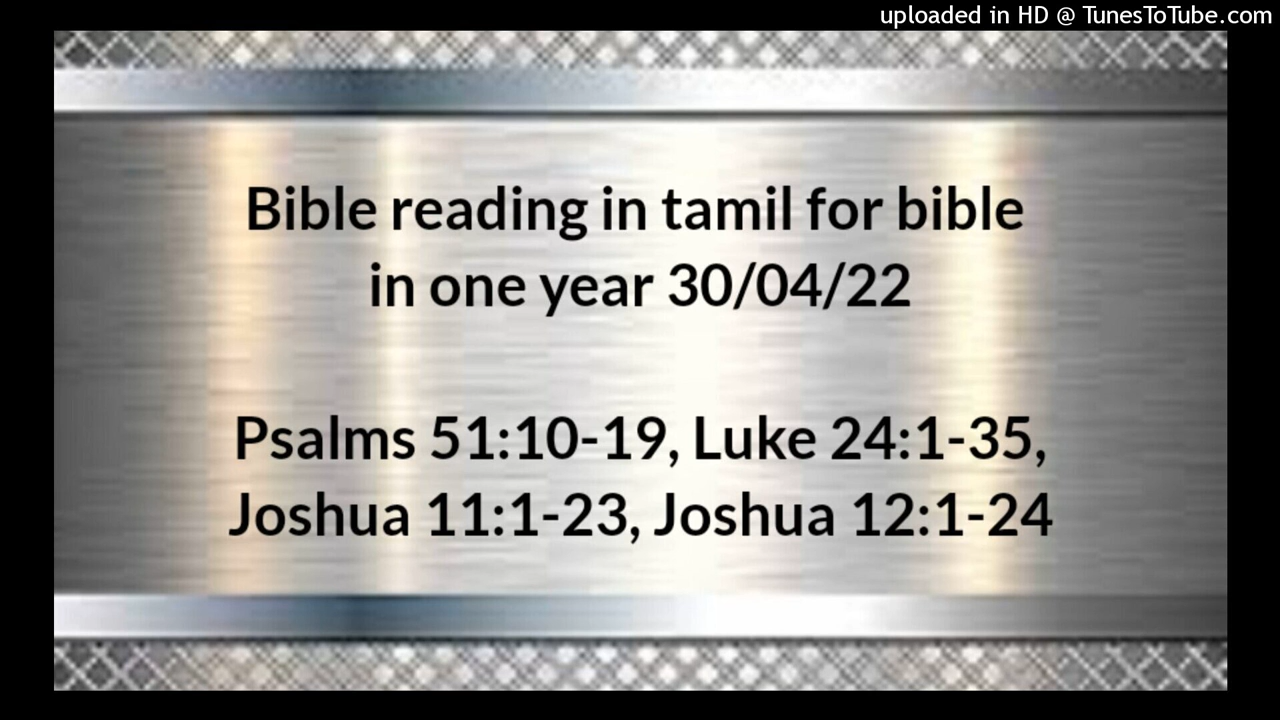 uploaded in HD @ TunesToTube.com
Bible reading in tamil for bible
in one year 30/04/22
Psalms 51:10-19, Luke 24:1-35,
Joshua 11:1-23, Joshua 12:1-24